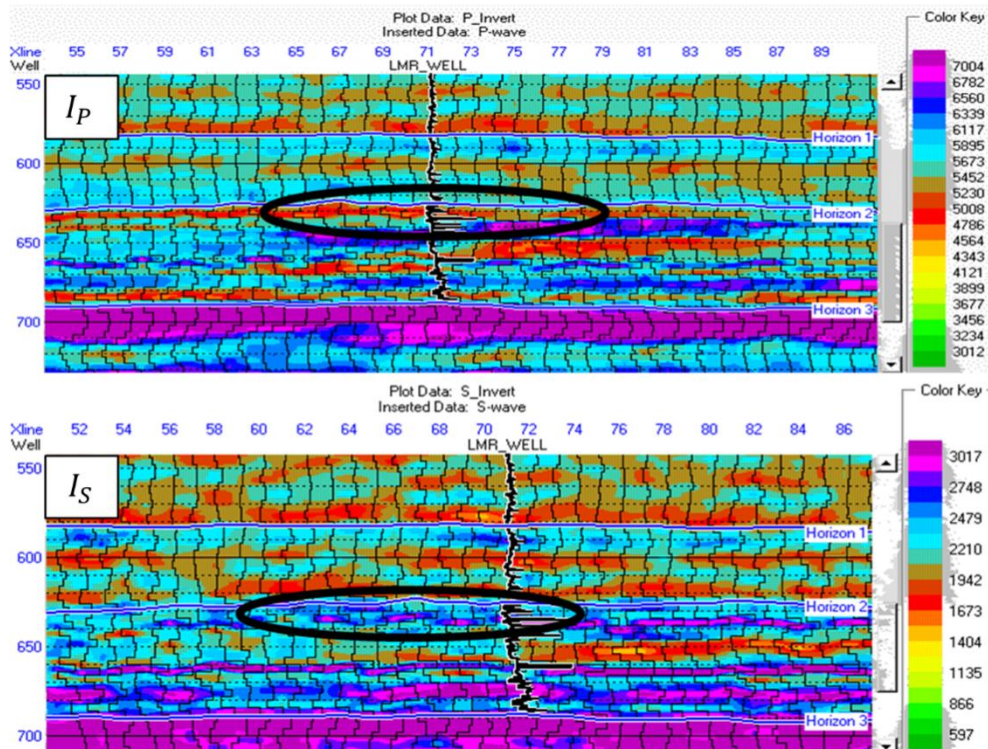 Plot Data: P_Invert
Inserted Data: P-wave
Color Key
Xline 55 57 59 61 63 65 67 69 71 73 75 77 79 81 83 85 87 89
Well LMR_WELL
I_P
550
600
650
700
Horizon 1
Horizon 2
Horizon 3
7004
6782
6560
6339
6117
5895
5673
5452
5230
5008
4786
4564
4343
4121
3899
3677
3456
3234
3012
Plot Data: S_Invert
Inserted Data: S-wave
Color Key
Xline 52 54 56 58 60 62 64 66 68 70 72 74 76 78 80 82 84 86
Well LMR_WELL
I_S
550
600
650
700
Horizon 1
Horizon 2
Horizon 3
3017
2748
2479
2210
1942
1673
1404
1135
866
597